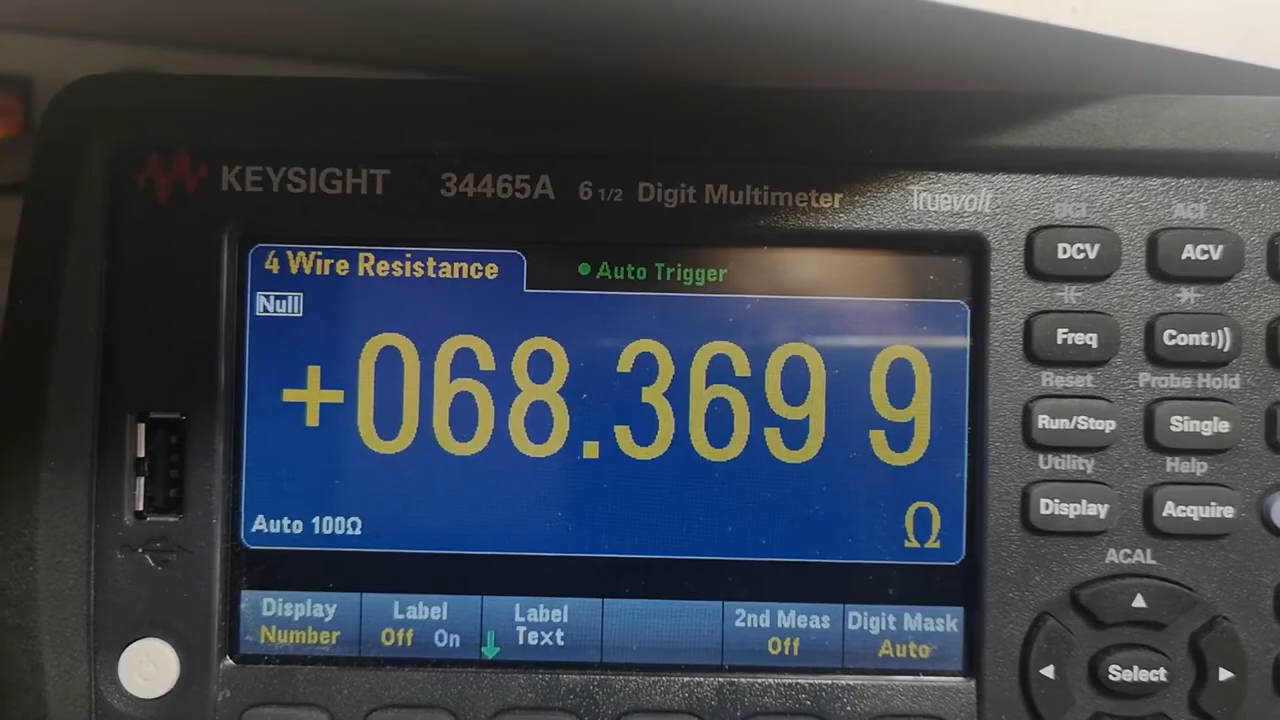 KEYSIGHT 34465A 6 1/2 Digit Multimeter Truevolt
4 Wire Resistance
Auto Trigger
Null
+068.369 9
Auto 100Ω
Ω
Display
Number
Label
Off On
Label
Text
2nd Meas
Off
Digit Mask
Auto
DCI ACI
DCV ACV
Freq Cont)))
Reset Probe Hold
Run/Stop Single
Utility Help
Display Acquire
ACAL
Select